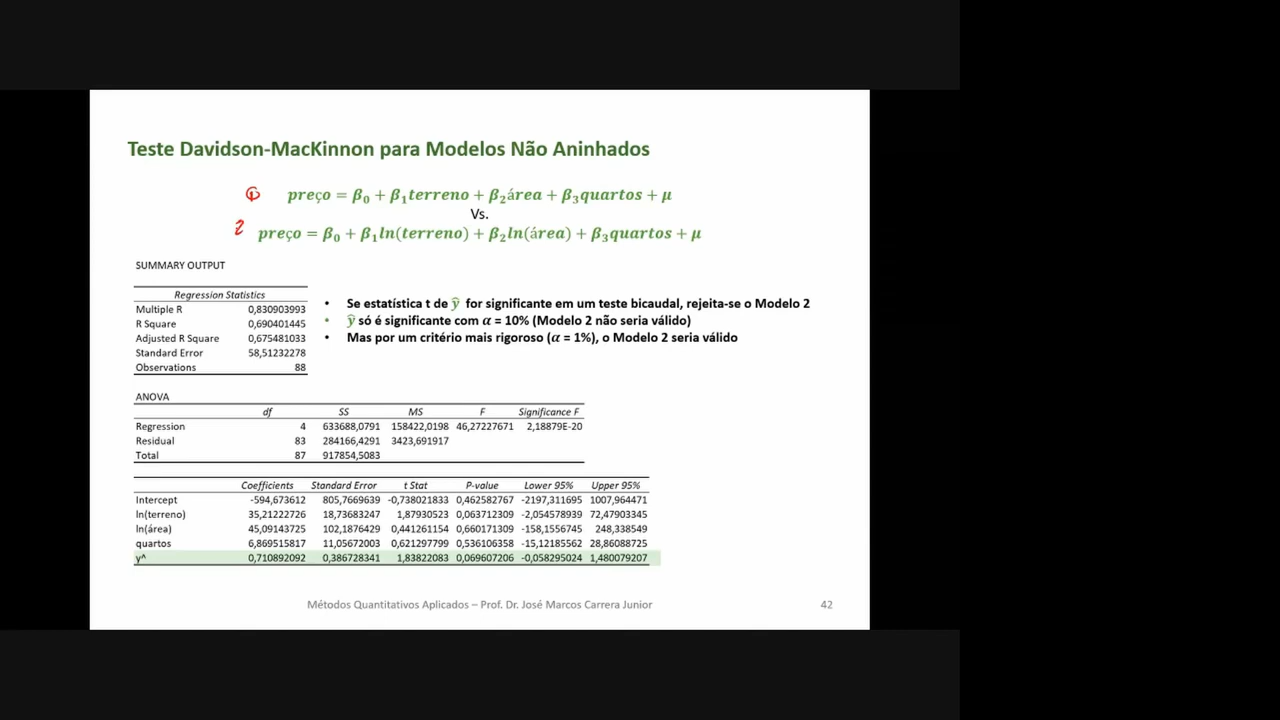 Teste Davidson-MacKinnon para Modelos Não Aninhados
1 preço = β0 + β1terreno + β2área + β3quartos + μ
Vs.
2 preço = β0 + β1ln(terreno) + β2ln(área) + β3quartos + μ
SUMMARY OUTPUT
Regression Statistics
Multiple R 0,830903993
R Square 0,690401445
Adjusted R Square 0,675481033
Standard Error 58,51232278
Observations 88
• Se estatística t de ŷ for significante em um teste bicaudal, rejeita-se o Modelo 2
• ŷ só é significante com α = 10% (Modelo 2 não seria válido)
• Mas por um critério mais rigoroso (α = 1%), o Modelo 2 seria válido
ANOVA
df SS MS F Significance F
Regression 4 633688,0791 158422,0198 46,27227671 2,18879E-20
Residual 83 284166,4291 3423,691917
Total 87 917854,5083
Coefficients Standard Error t Stat P-value Lower 95% Upper 95%
Intercept -594,673612 805,7669639 -0,738021833 0,462582767 -2197,311695 1007,964471
ln(terreno) 35,21222726 18,73683247 1,87930523 0,063712309 -2,054578939 72,47903345
ln(área) 45,09143725 102,1876429 0,441261154 0,660171309 -158,1556745 248,338549
quartos 6,869515817 11,05672003 0,621297799 0,536106358 -15,12185562 28,86088725
y^ 0,710892092 0,386728341 1,83822083 0,069607206 -0,058295024 1,480079207
Métodos Quantitativos Aplicados – Prof. Dr. José Marcos Carrera Junior 42